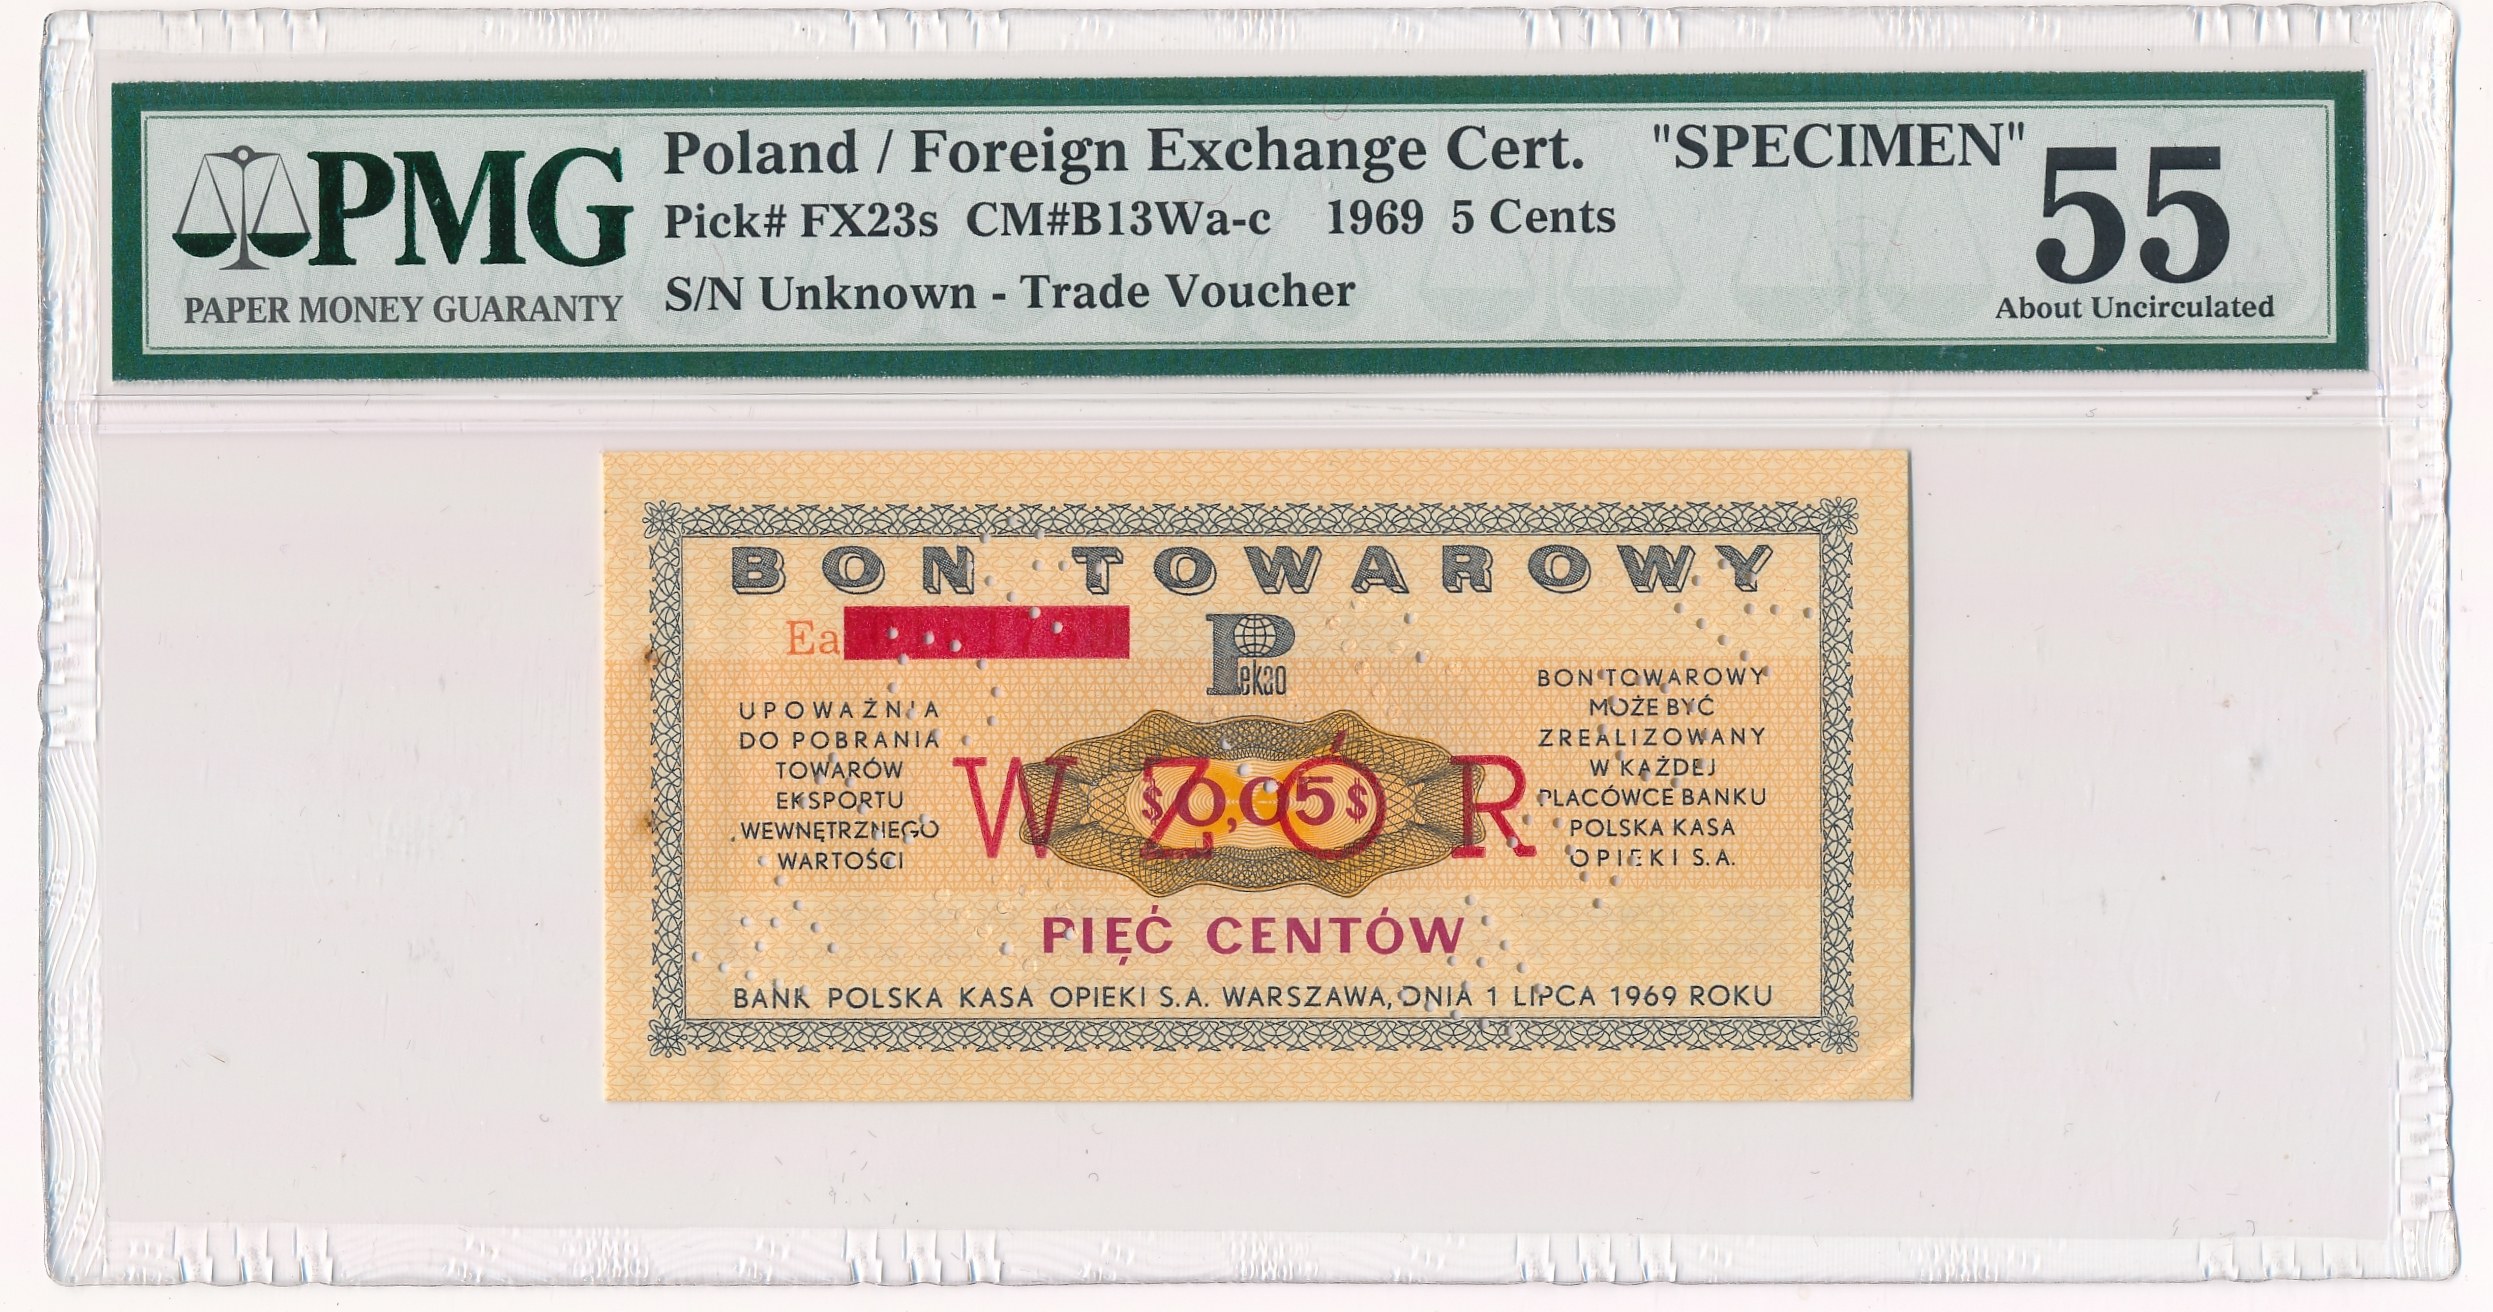 PMG
PAPER MONEY GUARANTY
Poland / Foreign Exchange Cert. "SPECIMEN"
Pick# FX23s CM#B13Wa-c 1969 5 Cents
S/N Unknown - Trade Voucher
55
About Uncirculated
BON TOWAROWY
Ea
Pekao
UPOWAŻNIA
DO POBRANIA
TOWARÓW
EKSPORTU
WEWNĘTRZNEGO
WARTOŚCI
WZÓR
$0,05$
BON TOWAROWY
MOŻE BYĆ
ZREALIZOWANY
W KAŻDEJ
PLACÓWCE BANKU
POLSKA KASA
OPIEKI S.A.
PIĘĆ CENTÓW
BANK POLSKA KASA OPIEKI S.A. WARSZAWA, DNIA 1 LIPCA 1969 ROKU